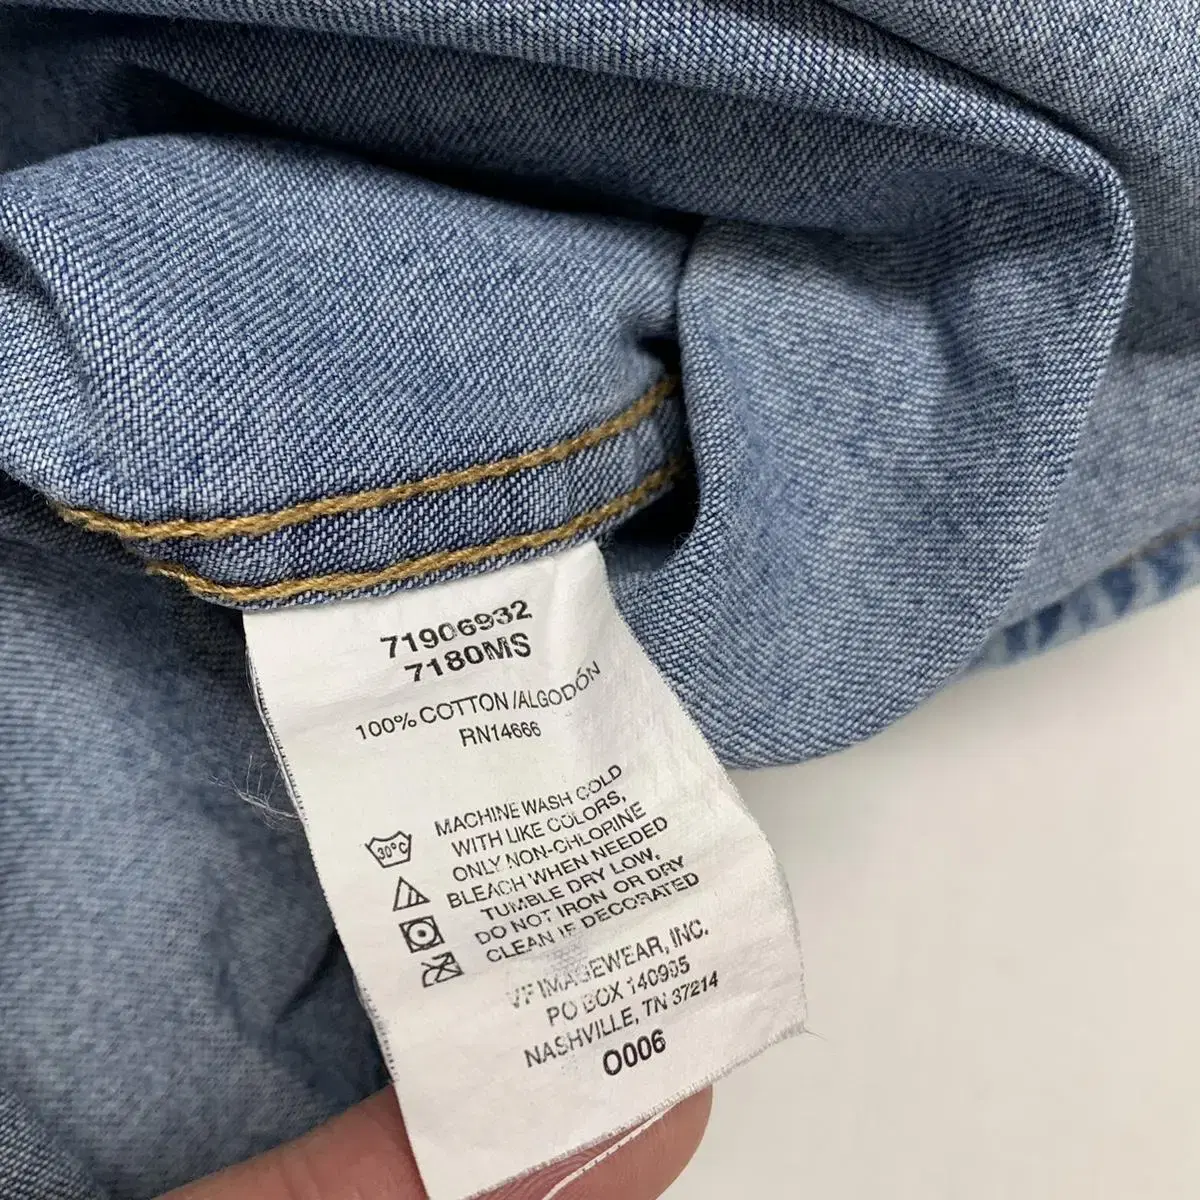 71906932
7180MS
100% COTTON/ALGODÓN
RN14666
30°C
MACHINE WASH COLD
WITH LIKE COLORS,
ONLY NON-CHLORINE
BLEACH WHEN NEEDED
TUMBLE DRY LOW,
DO NOT IRON OR DRY
CLEAN IF DECORATED
VF IMAGEWEAR, INC.
PO BOX 140995
NASHVILLE, TN 37214
O006